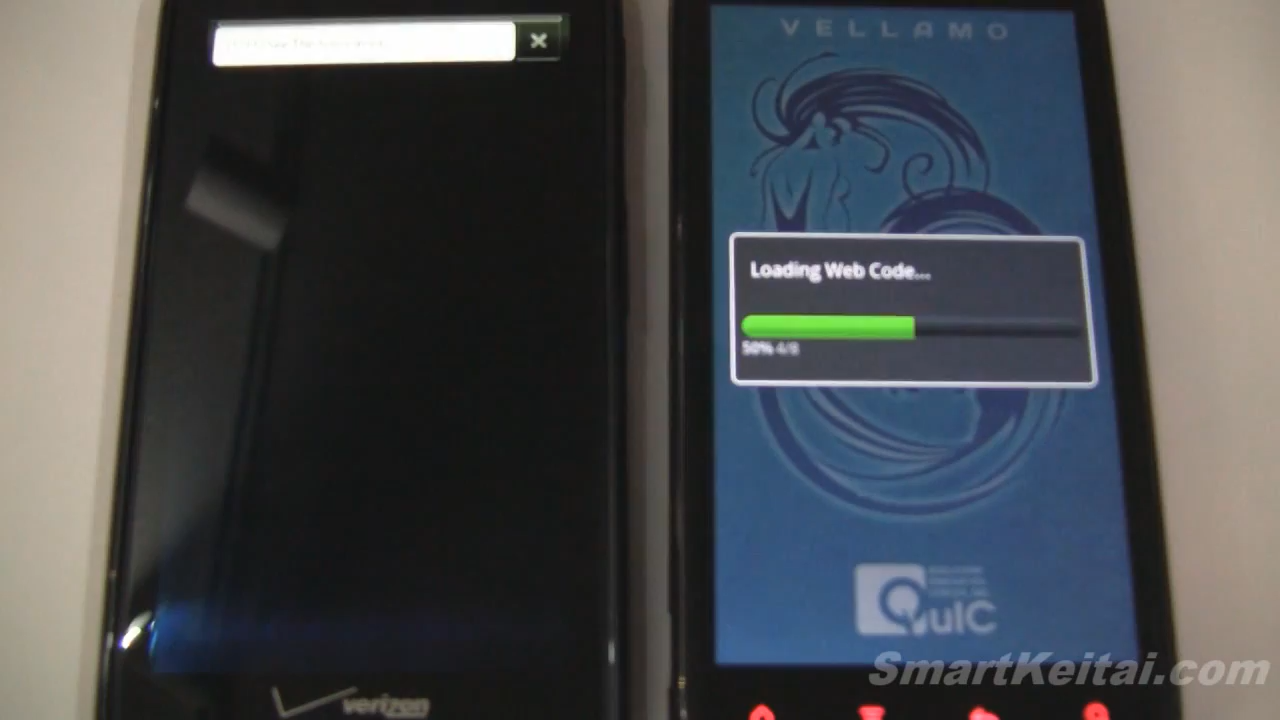 VELLAMO
Loading Web Code...
50% 4/8
QuIC
verizon
SmartKeitai.com